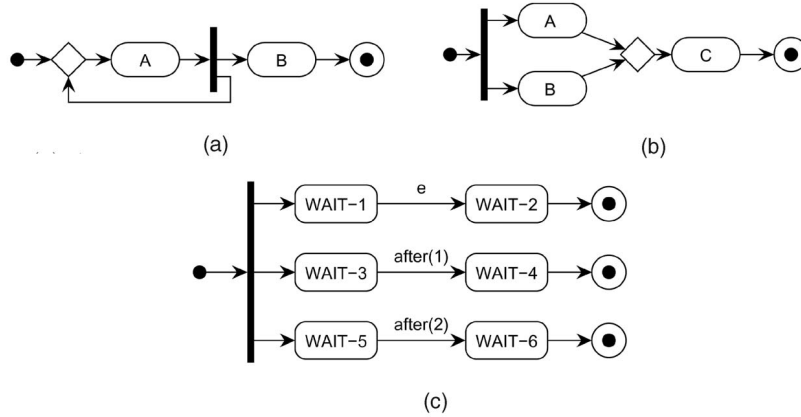 A
B
(a)
A
B
C
(b)
e
WAIT-1
WAIT-2
after(1)
WAIT-3
WAIT-4
after(2)
WAIT-5
WAIT-6
(c)